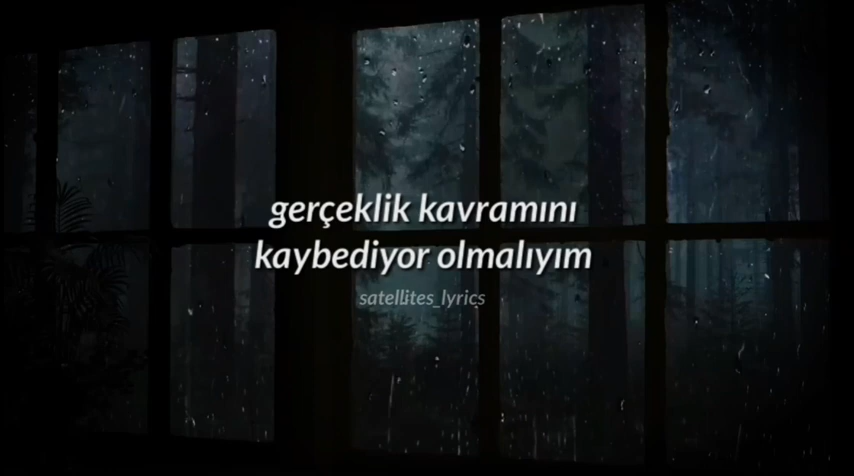 gerçeklik kavramını
kaybediyor olmalıyım
satellites_lyrics